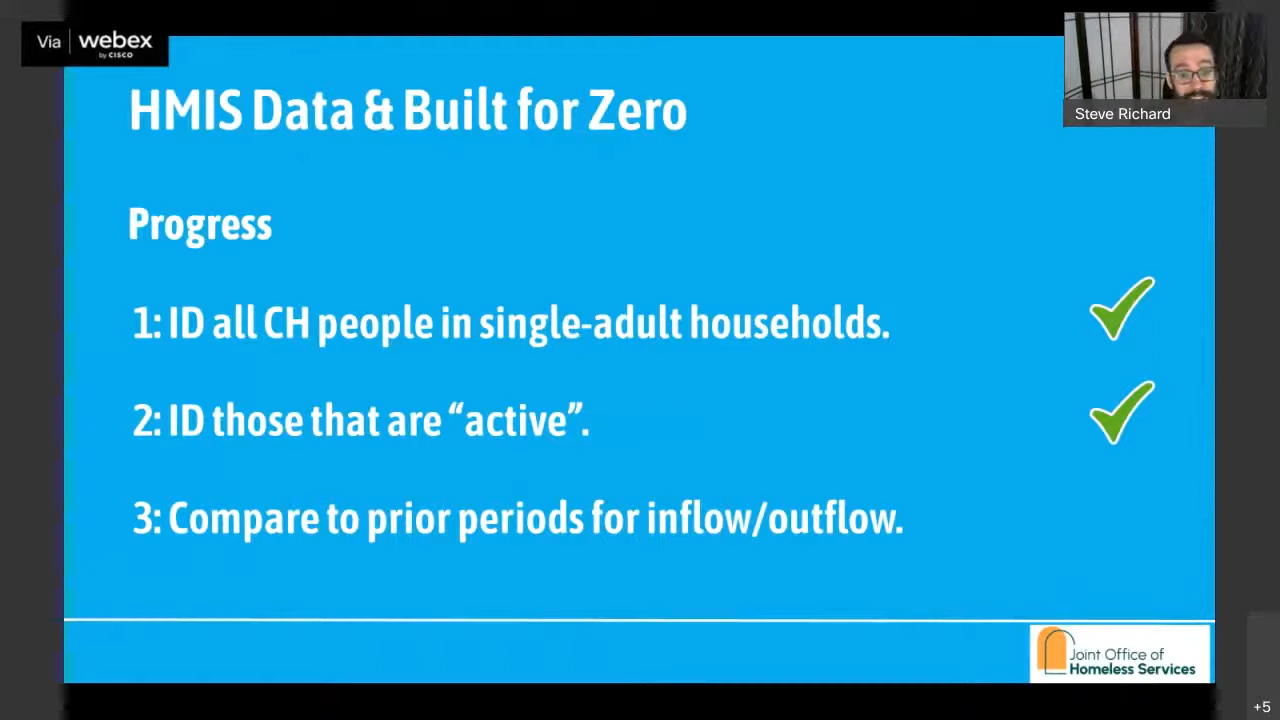 Via webex
by CISCO
Steve Richard
HMIS Data & Built for Zero
Progress
1: ID all CH people in single-adult households.
2: ID those that are “active”.
3: Compare to prior periods for inflow/outflow.
Joint Office of
Homeless Services
+5